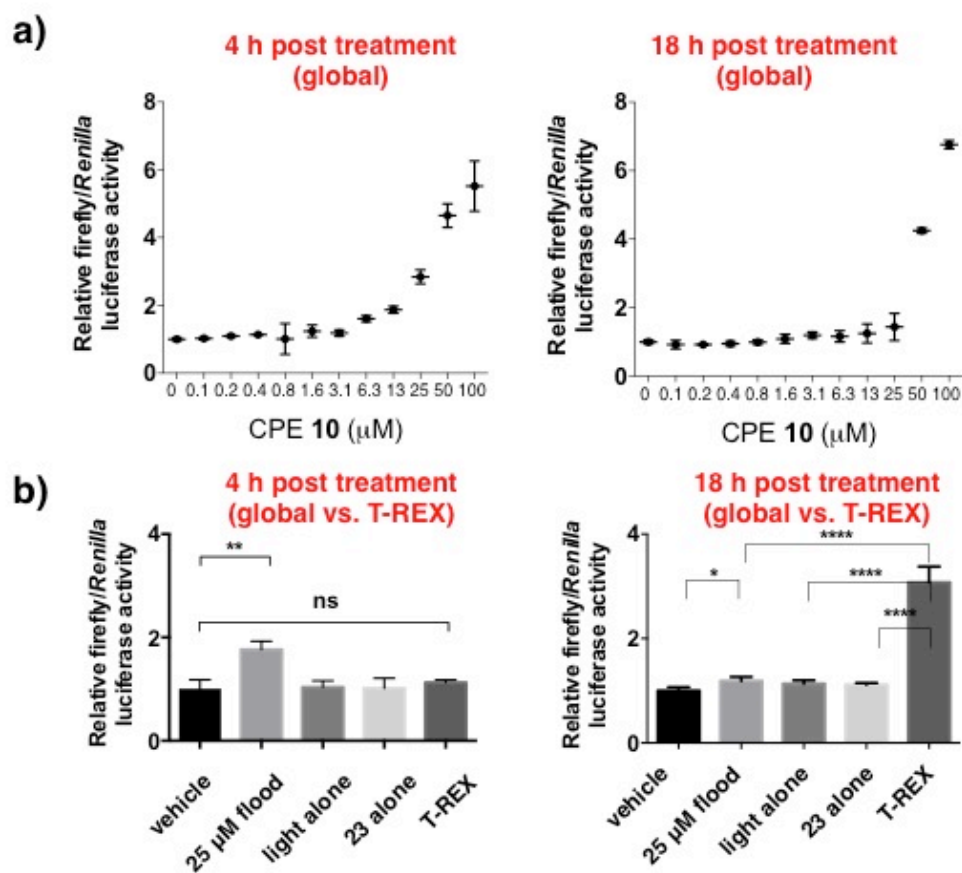 a)
4 h post treatment
(global)
Relative firefly/Renilla
luciferase activity
8
6
4
2
0
0 0.1 0.2 0.4 0.8 1.6 3.1 6.3 13 25 50 100
CPE 10 (μM)
18 h post treatment
(global)
Relative firefly/Renilla
luciferase activity
8
6
4
2
0
0 0.1 0.2 0.4 0.8 1.6 3.1 6.3 13 25 50 100
CPE 10 (μM)
b)
4 h post treatment
(global vs. T-REX)
Relative firefly/Renilla
luciferase activity
4
2
0
**
ns
vehicle
25 μM flood
light alone
23 alone
T-REX
18 h post treatment
(global vs. T-REX)
Relative firefly/Renilla
luciferase activity
4
2
0
****
*
****
****
vehicle
25 μM flood
light alone
23 alone
T-REX